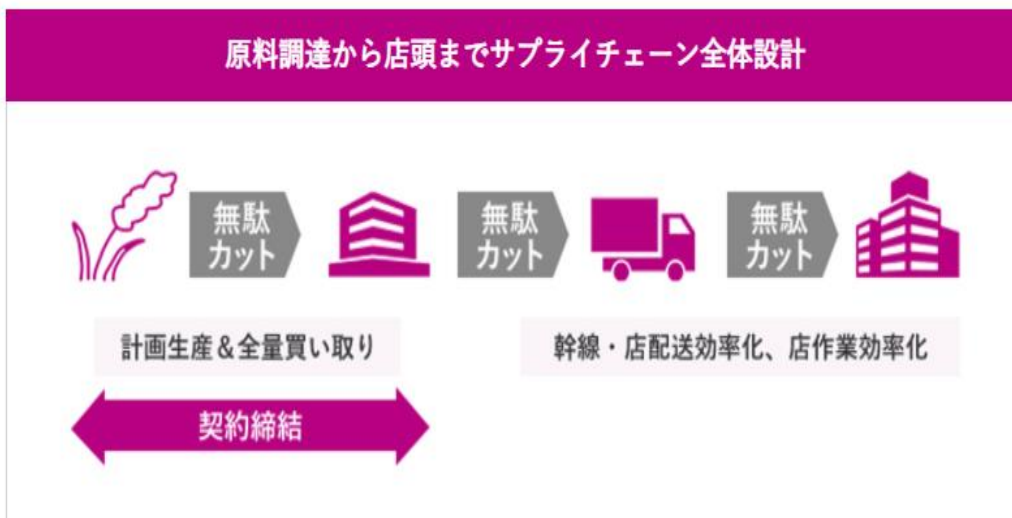 原料調達から店頭までサプライチェーン全体設計
無駄
カット
無駄
カット
無駄
カット
計画生産＆全量買い取り
幹線・店配送効率化、店作業効率化
契約締結